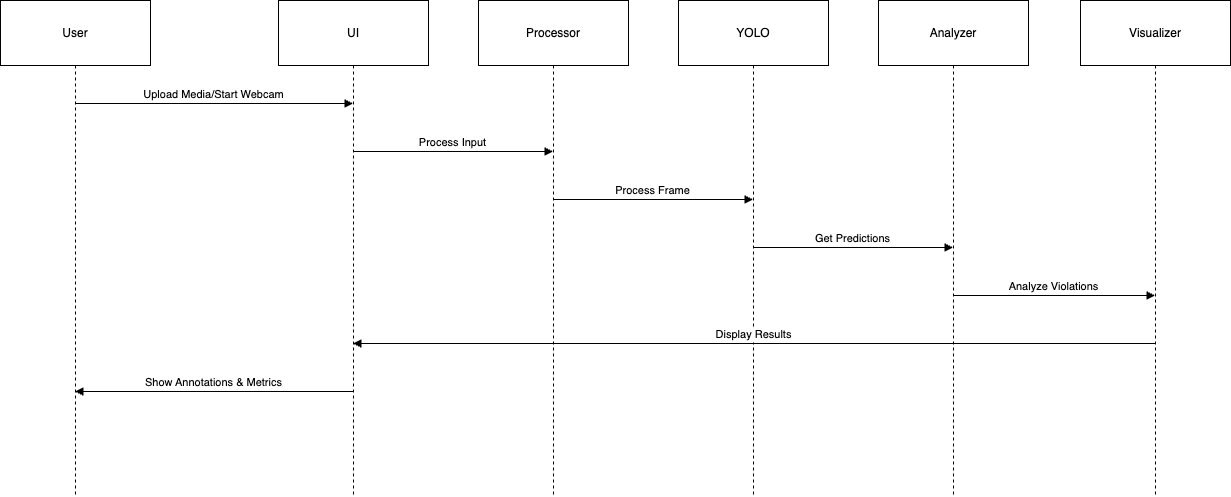 User
UI
Processor
YOLO
Analyzer
Visualizer
Upload Media/Start Webcam
Process Input
Process Frame
Get Predictions
Analyze Violations
Display Results
Show Annotations & Metrics